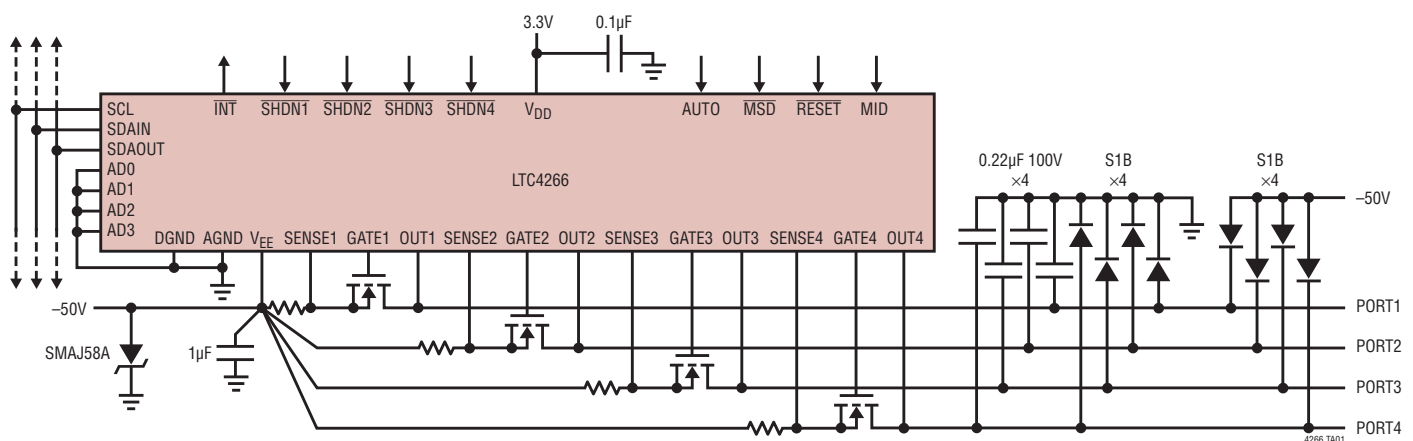 3.3V
0.1µF
SCL
SDAIN
SDAOUT
AD0
AD1
AD2
AD3
INT
SHDN1
SHDN2
SHDN3
SHDN4
VDD
AUTO
MSD
RESET
MID
LTC4266
DGND
AGND
VEE
SENSE1
GATE1
OUT1
SENSE2
GATE2
OUT2
SENSE3
GATE3
OUT3
SENSE4
GATE4
OUT4
0.22µF 100V
×4
S1B
×4
S1B
×4
–50V
–50V
SMAJ58A
1µF
PORT1
PORT2
PORT3
PORT4
4266 TA01